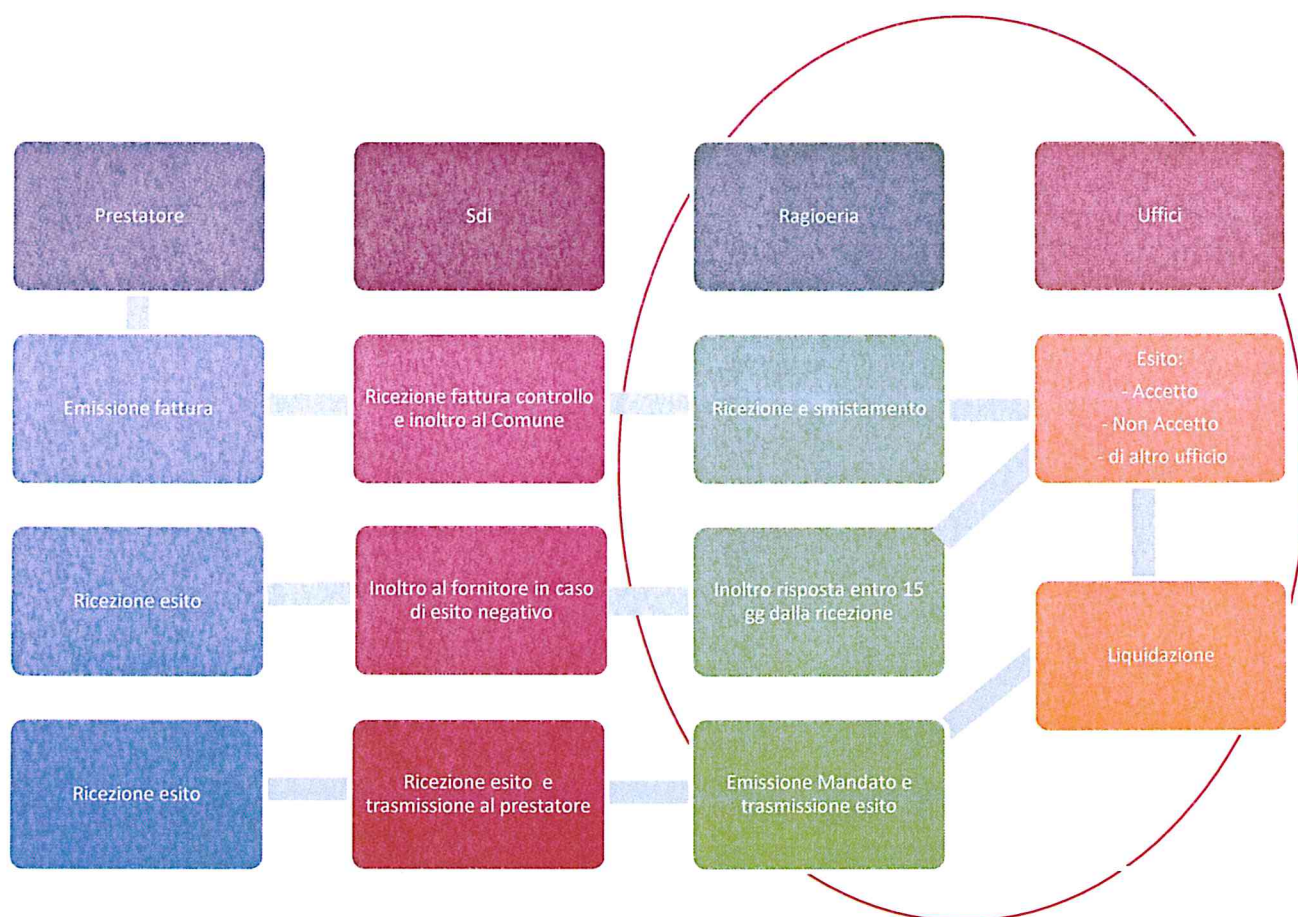 Prestatore
Sdi
Ragioeria
Uffici
Emissione fattura
Ricezione fattura controllo
e inoltro al Comune
Ricezione e smistamento
Esito:
- Accetto
- Non Accetto
- di altro ufficio
Ricezione esito
Inoltro al fornitore in caso
di esito negativo
Inoltro risposta entro 15
gg dalla ricezione
Liquidazione
Ricezione esito
Ricezione esito e
trasmissione al prestatore
Emissione Mandato e
trasmissione esito